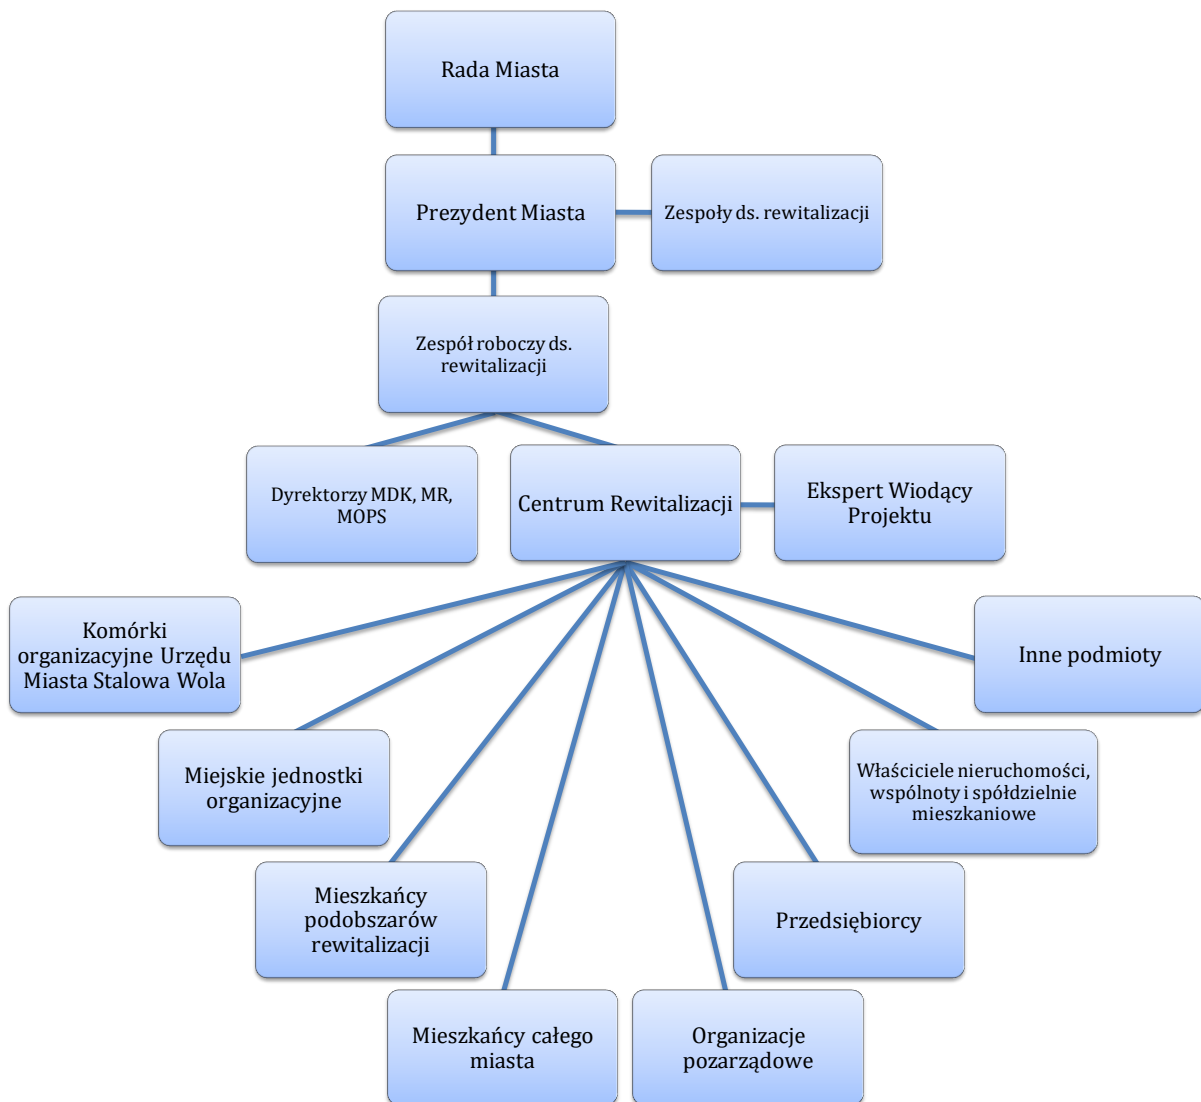 Rada Miasta
Prezydent Miasta
Zespoły ds. rewitalizacji
Zespół roboczy ds.
rewitalizacji
Dyrektorzy MDK, MR,
MOPS
Centrum Rewitalizacji
Ekspert Wiodący
Projektu
Komórki
organizacyjne Urzędu
Miasta Stalowa Wola
Inne podmioty
Miejskie jednostki
organizacyjne
Właściciele nieruchomości,
wspólnoty i spółdzielnie
mieszkaniowe
Mieszkańcy
podobszarów
rewitalizacji
Przedsiębiorcy
Mieszkańcy całego
miasta
Organizacje
pozarządowe